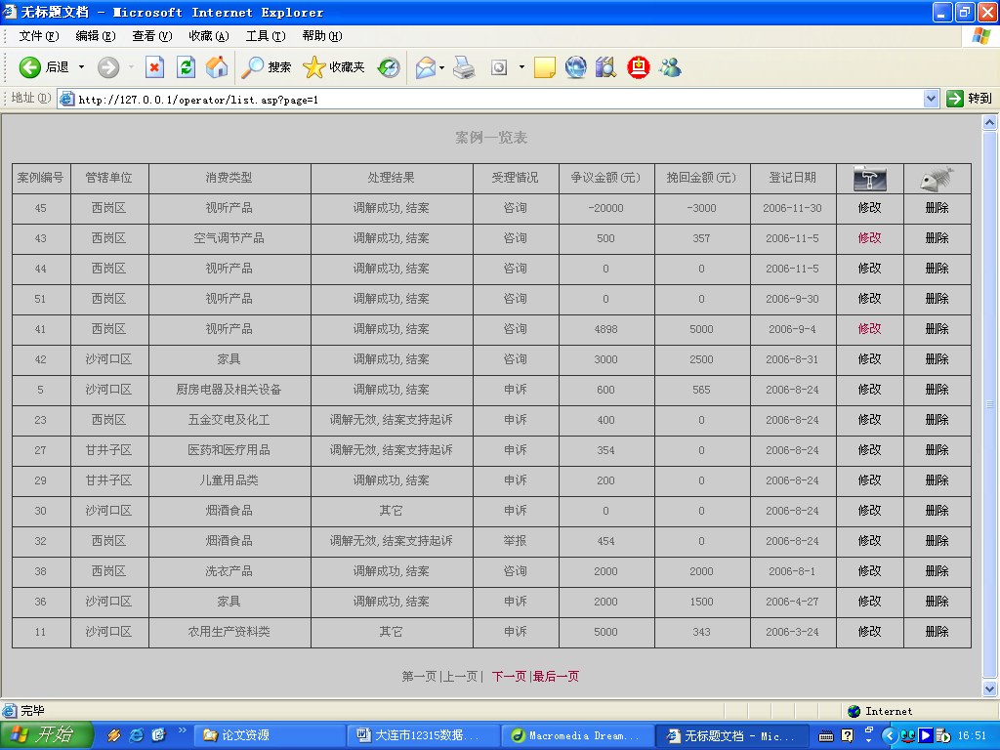 无标题文档 - Microsoft Internet Explorer
文件(F) 编辑(E) 查看(V) 收藏(A) 工具(T) 帮助(H)
后退 搜索 收藏夹
地址(D) http://127.0.0.1/operator/list.asp?page=1 转到
案例一览表
案例编号 管辖单位 消费类型 处理结果 受理情况 争议金额(元) 挽回金额(元) 登记日期
45 西岗区 视听产品 调解成功,结案 咨询 -20000 -3000 2006-11-30 修改 删除
43 西岗区 空气调节产品 调解成功,结案 咨询 500 357 2006-11-5 修改 删除
44 西岗区 视听产品 调解成功,结案 咨询 0 0 2006-11-5 修改 删除
51 西岗区 视听产品 调解成功,结案 咨询 0 0 2006-9-30 修改 删除
41 西岗区 视听产品 调解成功,结案 咨询 4898 5000 2006-9-4 修改 删除
42 沙河口区 家具 调解成功,结案 咨询 3000 2500 2006-8-31 修改 删除
5 沙河口区 厨房电器及相关设备 调解成功,结案 申诉 600 565 2006-8-24 修改 删除
23 西岗区 五金交电及化工 调解无效,结案支持起诉 申诉 400 0 2006-8-24 修改 删除
27 甘井子区 医药和医疗用品 调解无效,结案支持起诉 申诉 354 0 2006-8-24 修改 删除
29 甘井子区 儿童用品类 调解成功,结案 申诉 200 0 2006-8-24 修改 删除
30 沙河口区 烟酒食品 其它 申诉 0 0 2006-8-24 修改 删除
32 西岗区 烟酒食品 调解无效,结案支持起诉 举报 454 0 2006-8-24 修改 删除
38 西岗区 洗衣产品 调解成功,结案 咨询 2000 2000 2006-8-1 修改 删除
36 沙河口区 家具 调解成功,结案 申诉 2000 1500 2006-4-27 修改 删除
11 沙河口区 农用生产资料类 其它 申诉 5000 343 2006-3-24 修改 删除
第一页|上一页| 下一页|最后一页
完毕 Internet
开始 论文资源 大连市12315数据... Macromedia Dream... 无标题文档 - Mic... 16:51